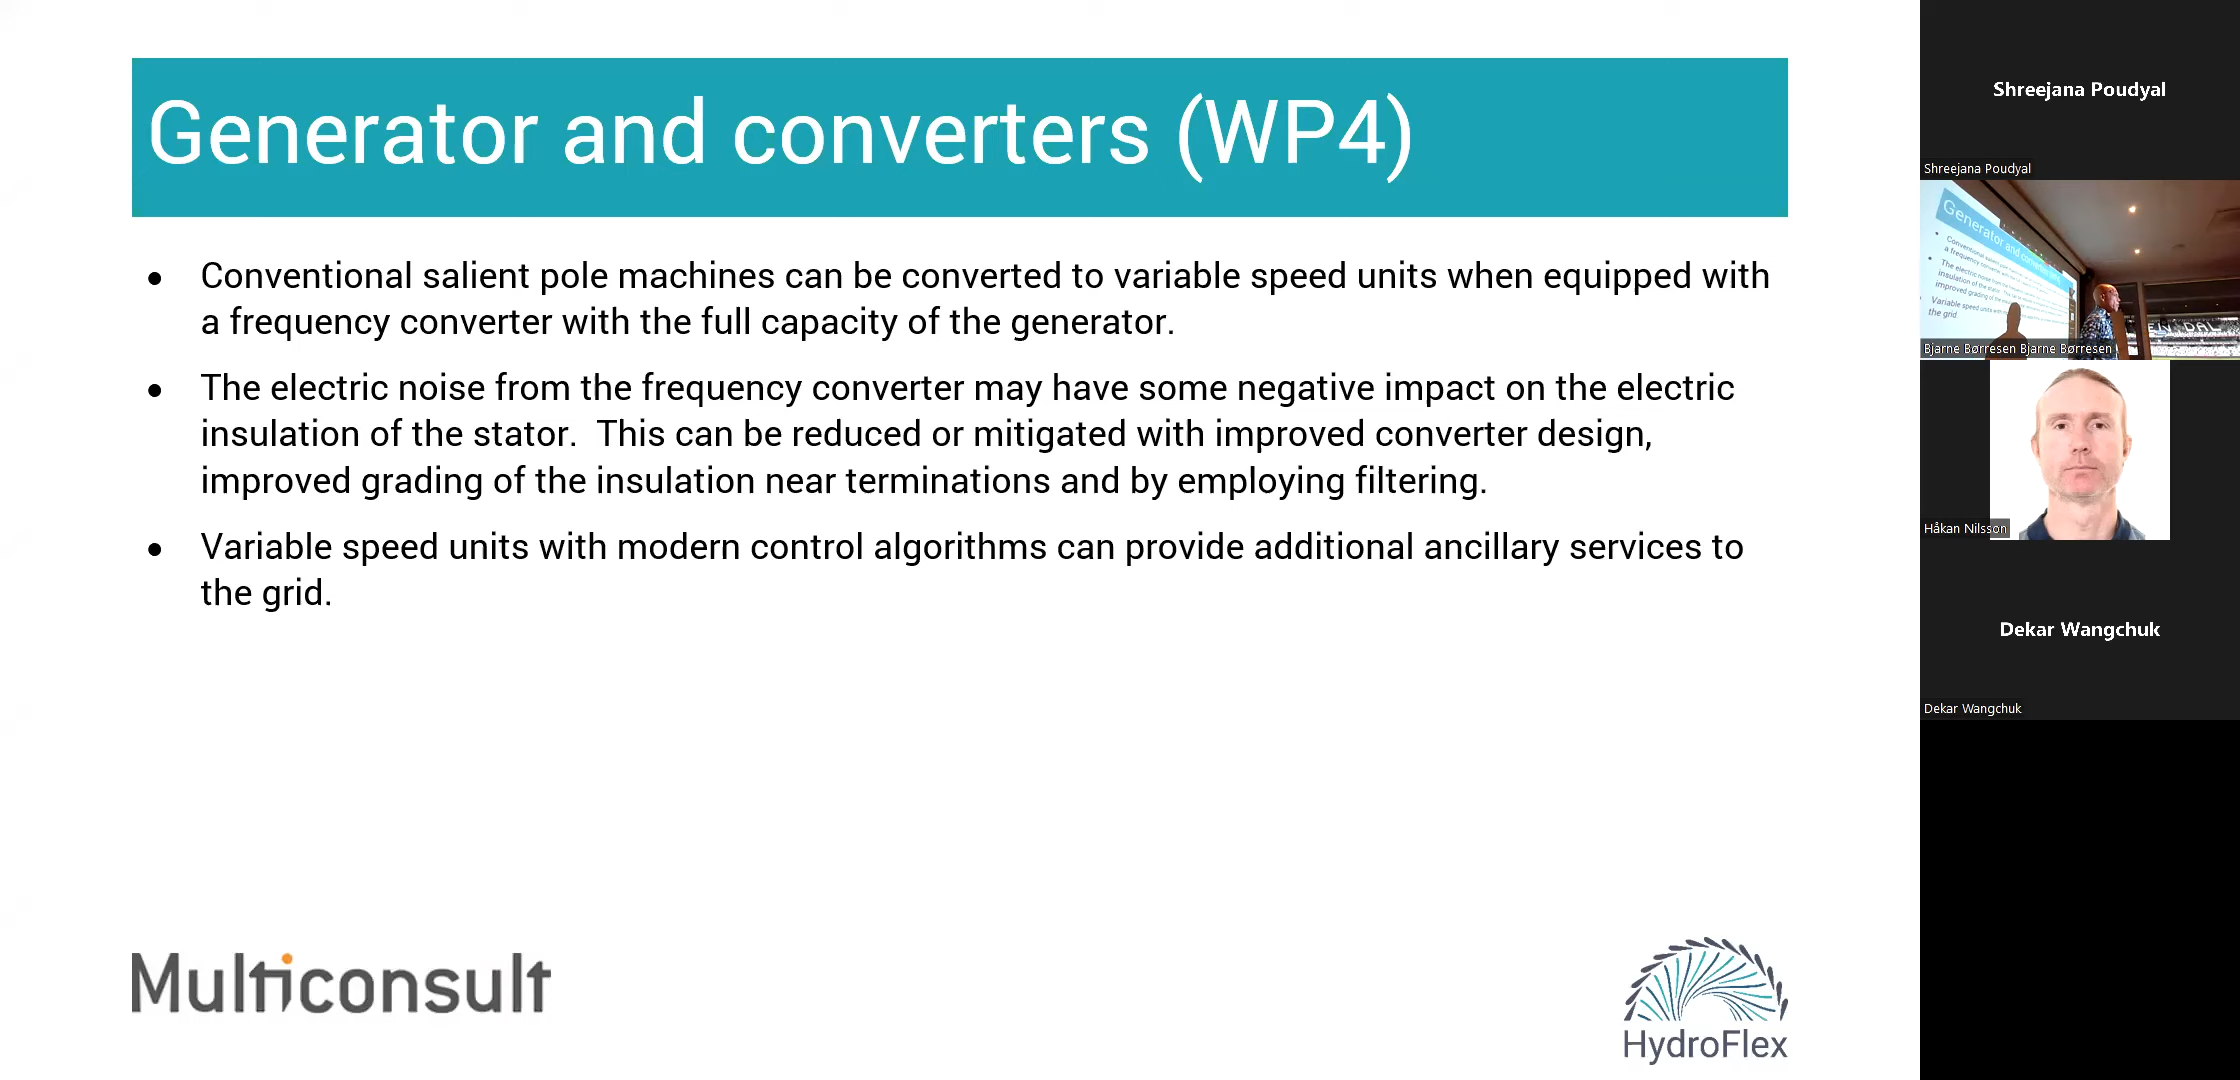 Generator and converters (WP4)
● Conventional salient pole machines can be converted to variable speed units when equipped with
a frequency converter with the full capacity of the generator.
● The electric noise from the frequency converter may have some negative impact on the electric
insulation of the stator.  This can be reduced or mitigated with improved converter design,
improved grading of the insulation near terminations and by employing filtering.
● Variable speed units with modern control algorithms can provide additional ancillary services to
the grid.
Multiconsult
HydroFlex
Shreejana Poudyal
Shreejana Poudyal
Generator and converters
Bjarne Børresen Bjarne Børresen
Håkan Nilsson
Dekar Wangchuk
Dekar Wangchuk